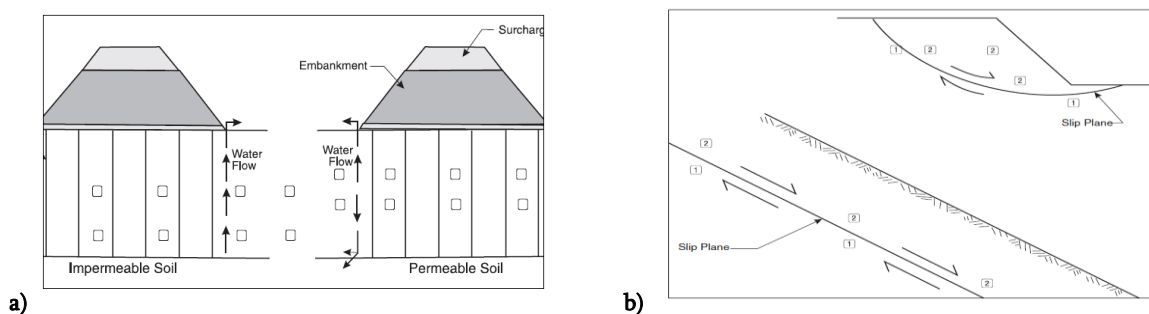 Surcharg
Embankment
Water
Flow
Water
Flow
Impermeable Soil
Permeable Soil
a)
1
2
2
2
1
Slip Plane
2
1
2
1
Slip Plane
2
b)